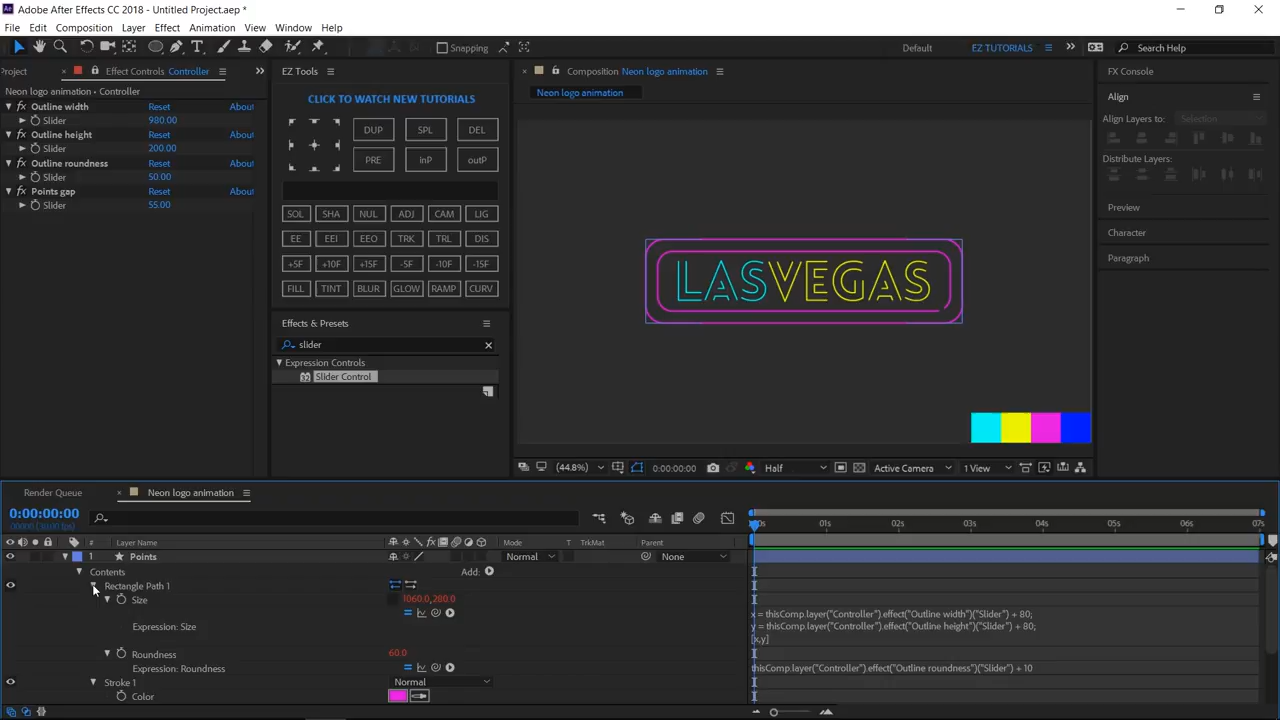 Adobe After Effects CC 2018 - Untitled Project.aep *
File Edit Composition Layer Effect Animation View Window Help
Snapping Default EZ TUTORIALS Search Help
Project Effect Controls Controller EZ Tools Composition Neon logo animation FX Console
Neon logo animation • Controller
Neon logo animation
Align
Outline width Reset About
Slider 980.00
Outline height Reset About
Slider 200.00
Outline roundness Reset About
Slider 50.00
Points gap Reset About
Slider 55.00
CLICK TO WATCH NEW TUTORIALS
DUP SPL DEL
PRE InP outP
SOL SHA NUL ADJ CAM LIG
EE EEI EEO TRK TRL DIS
+5F +10F +15F -5F -10F -15F
FILL TINT BLUR GLOW RAMP CURV
Effects & Presets
slider
Expression Controls
Slider Control
LASVEGAS
Align Layers to: Selection
Distribute Layers:
Preview
Character
Paragraph
(44.8%) 0:00:00:00 Half Active Camera 1 View
Render Queue Neon logo animation
0:00:00:00
00000 (30.00 fps)
# Layer Name Mode T TrkMat Parent
00s 01s 02s 03s 04s 05s 06s 07s
1 Points Normal None
Contents Add:
Rectangle Path 1
Size 1060.0,280.0
x = thisComp.layer("Controller").effect("Outline width")("Slider") + 80;
Expression: Size y = thisComp.layer("Controller").effect("Outline height")("Slider") + 80;
[x,y]
Roundness 60.0
Expression: Roundness thisComp.layer("Controller").effect("Outline roundness")("Slider") + 10
Stroke 1 Normal
Color